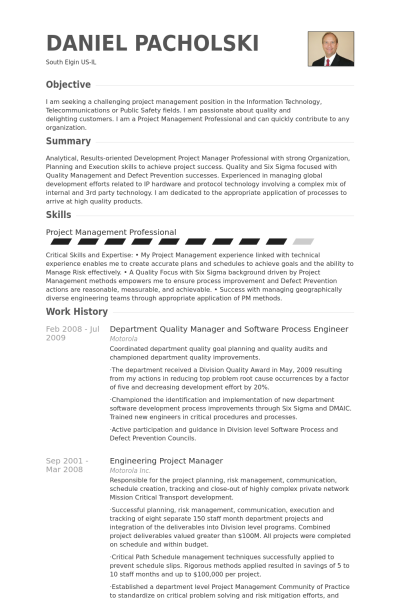 DANIEL PACHOLSKI
South Elgin US-IL
Objective
I am seeking a challenging project management position in the Information Technology,
Telecommunications or Public Safety fields. I am passionate about quality and
delighting customers. I am a Project Management Professional and can quickly contribute to any
organization.
Summary
Analytical, Results-oriented Development Project Manager Professional with strong Organization,
Planning and Execution skills to achieve project success. Quality and Six Sigma focused with
Quality Management and Defect Prevention successes. Experienced in managing global
development efforts related to IP hardware and protocol technology involving a complex mix of
internal and 3rd party technology. I am dedicated to the appropriate application of processes to
arrive at high quality products.
Skills
Project Management Professional
Critical Skills and Expertise: • My Project Management experience linked with technical
experience enables me to create accurate plans and schedules to achieve goals and the ability to
Manage Risk effectively. • A Quality Focus with Six Sigma background driven by Project
Management methods empowers me to ensure process improvement and Defect Prevention
actions are reasonable, measurable, and achievable. • Success with managing geographically
diverse engineering teams through appropriate application of PM methods.
Work History
Feb 2008 - Jul
2009
Department Quality Manager and Software Process Engineer
Motorola
Coordinated department quality goal planning and quality audits and
championed department quality improvements.
·The department received a Division Quality Award in May, 2009 resulting
from my actions in reducing top problem root cause occurrences by a factor
of five and decreasing development effort by 20%.
·Championed the identification and implementation of new department
software development process improvements through Six Sigma and DMAIC.
Trained new engineers in critical procedures and processes.
·Active participation and guidance in Division level Software Process and
Defect Prevention Councils.
Sep 2001 -
Mar 2008
Engineering Project Manager
Motorola Inc.
Responsible for the project planning, risk management, communication,
schedule creation, tracking and close-out of highly complex private network
Mission Critical Transport development.
·Successful planning, risk management, communication, execution and
tracking of eight separate 150 staff month department projects and
integration of the deliverables into Division level programs. Combined
project deliverables valued greater than $100M. All projects were completed
on schedule and within budget.
·Critical Path Schedule management techniques successfully applied to
prevent schedule slips. Rigorous methods applied resulted in savings of 5 to
10 staff months and up to $100,000 per project.
·Established a department level Project Management Community of Practice
to standardize on critical problem solving and risk mitigation efforts, and